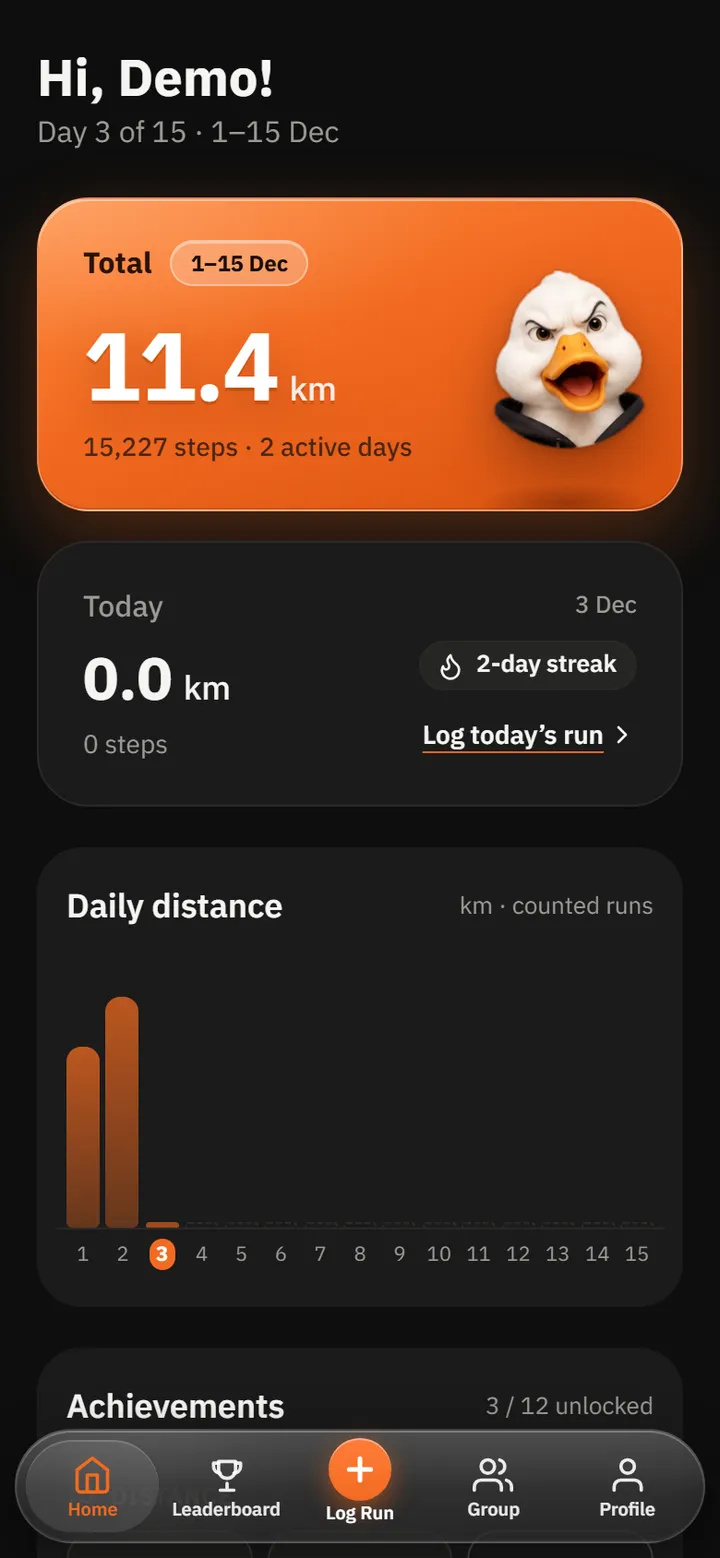 Hi, Demo!
Day 3 of 15 · 1–15 Dec
Total 1–15 Dec
11.4 km
15,227 steps · 2 active days
Today 3 Dec
0.0 km 2-day streak
0 steps Log today’s run
Daily distance km · counted runs
1 2 3 4 5 6 7 8 9 10 11 12 13 14 15
Achievements 3 / 12 unlocked
DISTANCE
Home Leaderboard Log Run Group Profile